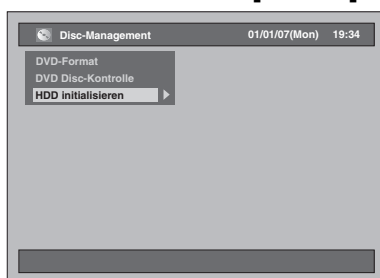 Disc-Management 01/01/07(Mon) 19:34
DVD-Format
DVD Disc-Kontrolle
HDD initialisieren